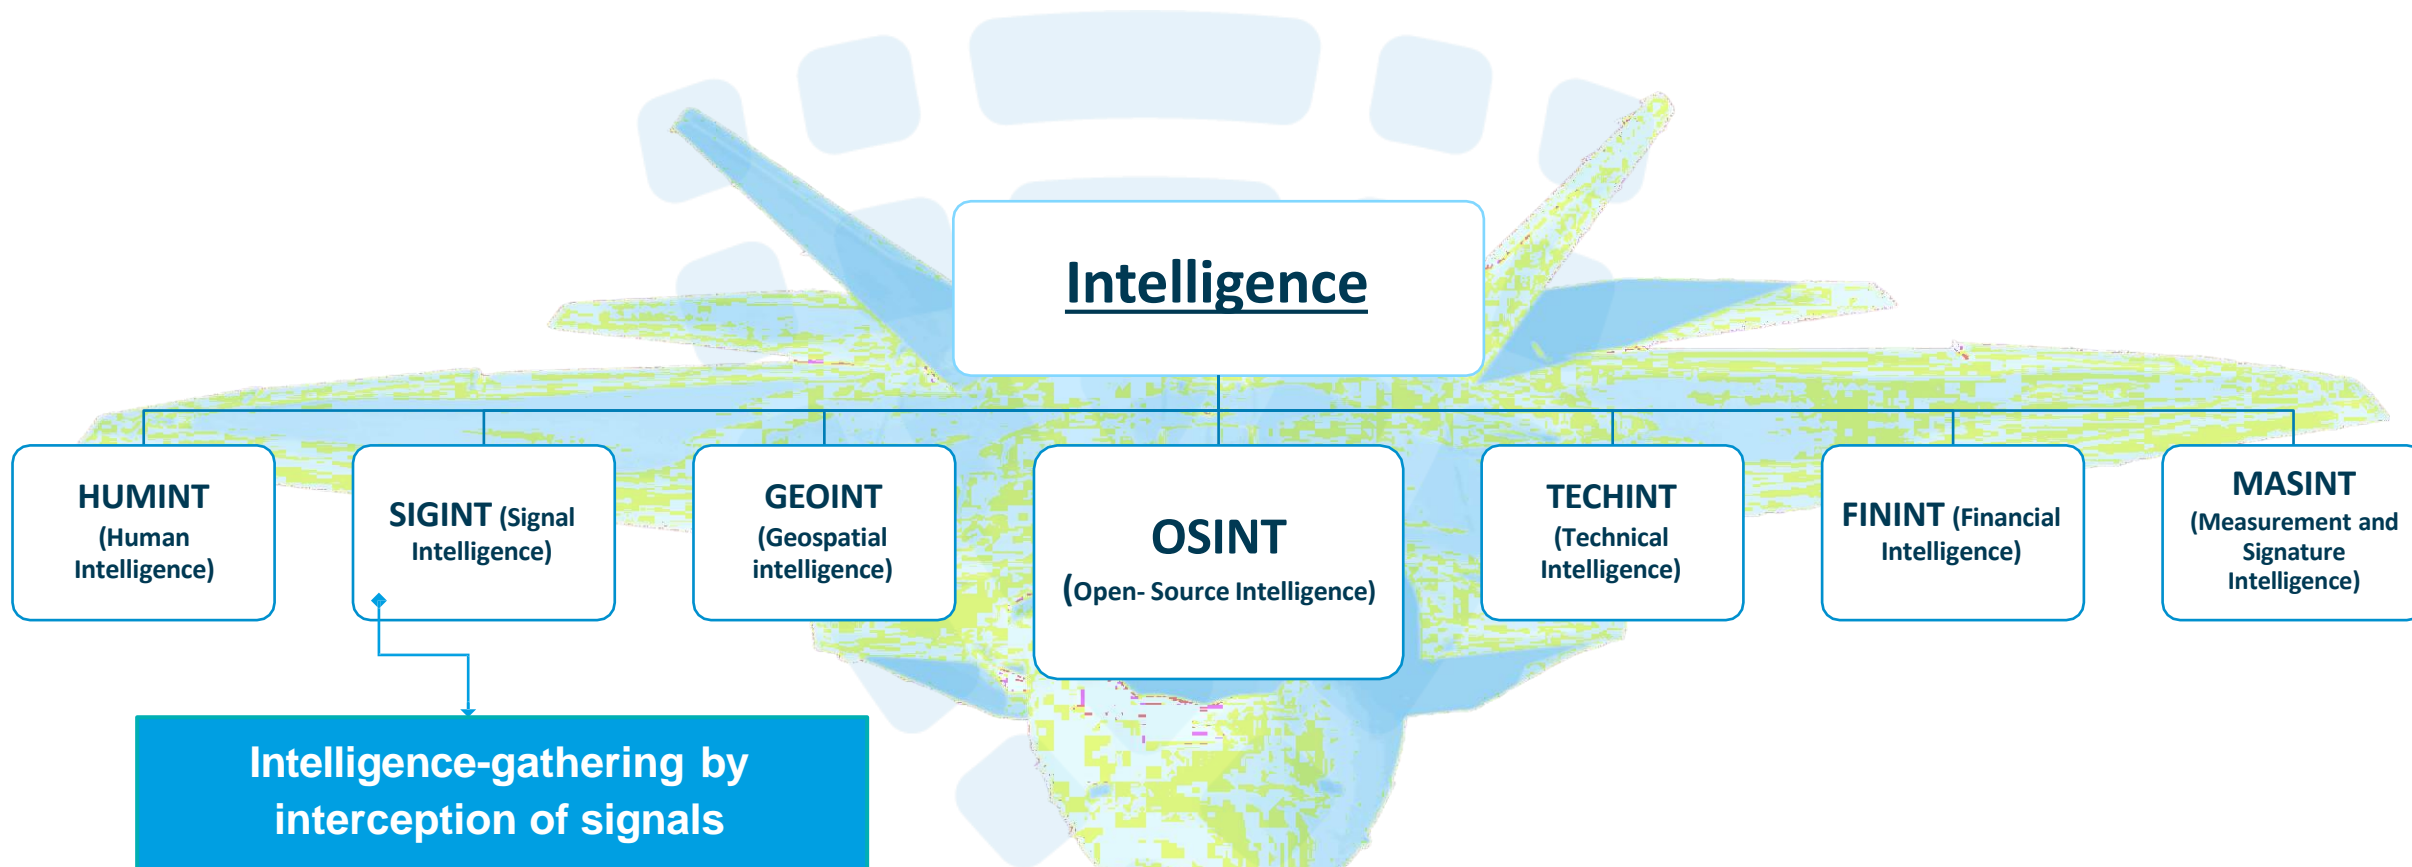 Intelligence
HUMINT
(Human
Intelligence)
SIGINT (Signal
Intelligence)
GEOINT
(Geospatial
intelligence)
OSINT
(Open- Source Intelligence)
TECHINT
(Technical
Intelligence)
FININT (Financial
Intelligence)
MASINT
(Measurement and
Signature
Intelligence)
Intelligence-gathering by
interception of signals